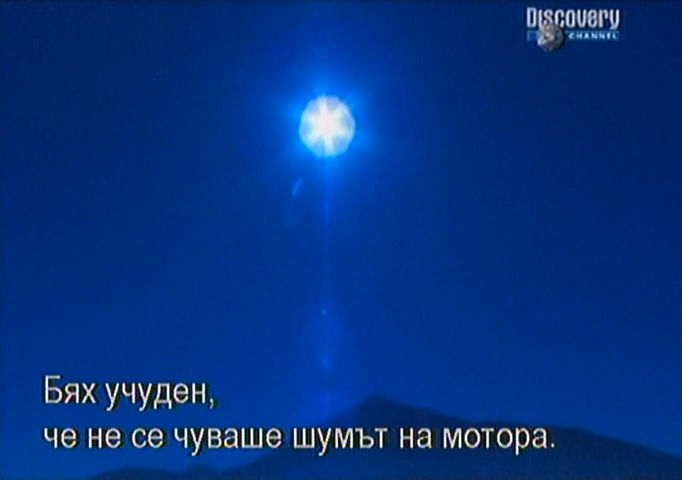 Discovery
CHANNEL
Бях учуден,
че не се чуваше шумът на мотора.